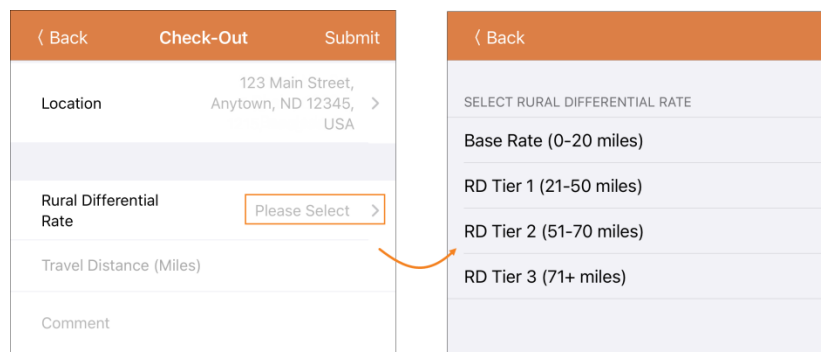 Back Check-Out Submit
Location
123 Main Street,
Anytown, ND 12345,
USA
Rural Differential
Rate
Please Select
Travel Distance (Miles)
Comment
Back
SELECT RURAL DIFFERENTIAL RATE
Base Rate (0-20 miles)
RD Tier 1 (21-50 miles)
RD Tier 2 (51-70 miles)
RD Tier 3 (71+ miles)